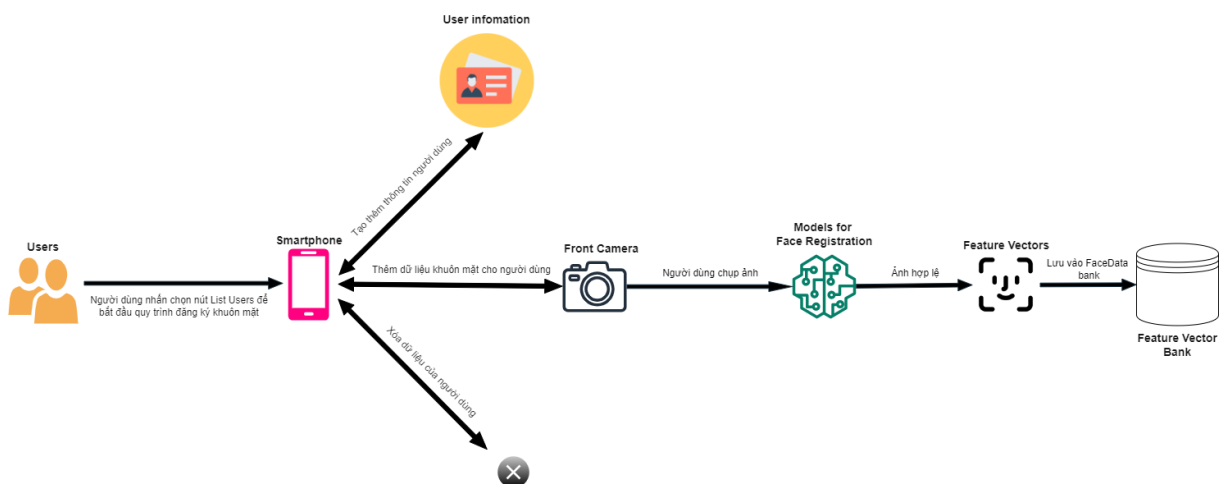 User infomation
Tạo thêm thông tin người dùng
Users
Người dùng nhấn chọn nút List Users để
bắt đầu quy trình đăng ký khuôn mặt
Smartphone
Thêm dữ liệu khuôn mặt cho người dùng
Front Camera
Người dùng chụp ảnh
Models for
Face Registration
Ảnh hợp lệ
Feature Vectors
Lưu váo FaceData
bank
Feature Vector
Bank
Xóa dữ liệu của người dùng